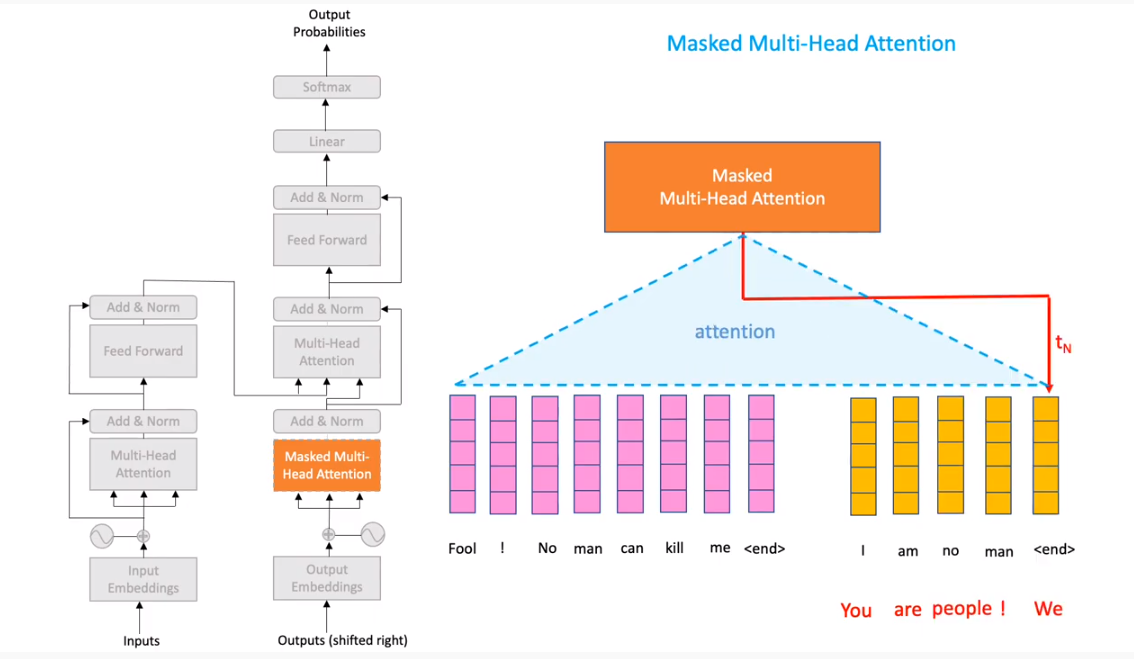 Output
Probabilities
Softmax
Linear
Add & Norm
Feed Forward
Add & Norm
Multi-Head
Attention
Add & Norm
Masked Multi-
Head Attention
Output
Embeddings
Outputs (shifted right)
Add & Norm
Feed Forward
Add & Norm
Multi-Head
Attention
Input
Embeddings
Inputs
Masked Multi-Head Attention
Masked
Multi-Head Attention
attention
tN
Fool ! No man can kill me <end> I am no man <end>
You are people ! We